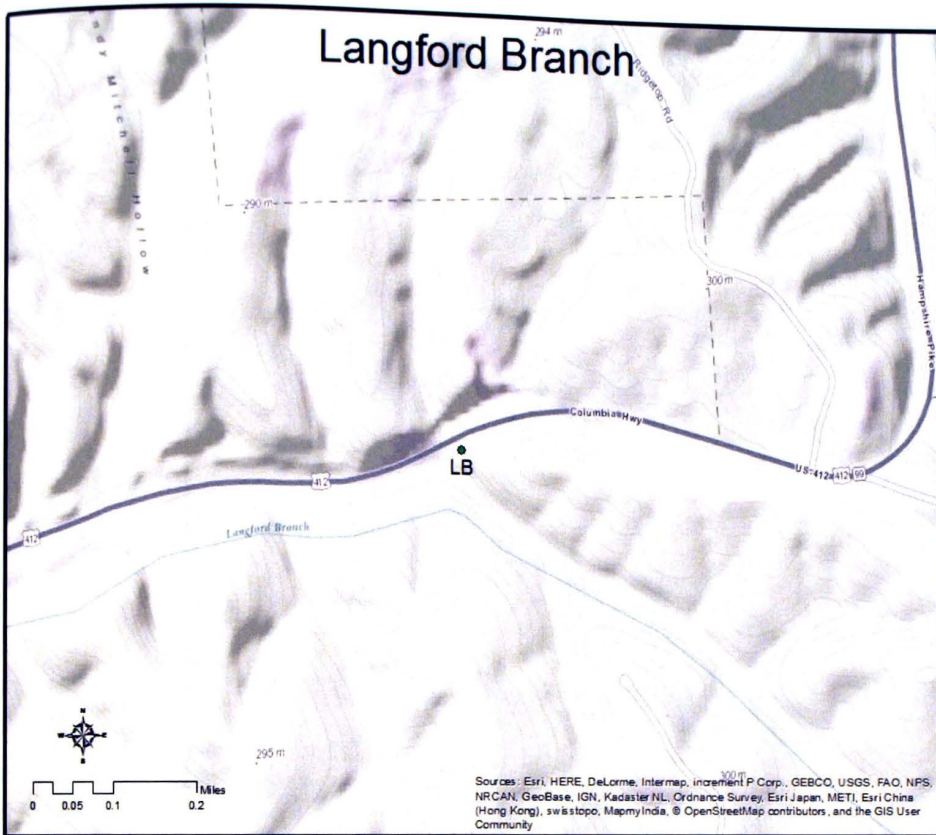 Langford Branch
294 m
Ridgetop Rd
ndy Mitchell Hollow
290 m
300 m
Hampshire Pike
Columbia Hwy
LB
US-412
412
99
412
Langford Branch
412
N
W
E
S
295 m
300 m
Miles
0 0.05 0.1 0.2
Sources: Esri, HERE, DeLorme, Intermap, increment P Corp., GEBCO, USGS, FAO, NPS,
NRCAN, GeoBase, IGN, Kadaster NL, Ordnance Survey, Esri Japan, METI, Esri China
(Hong Kong), swisstopo, MapmyIndia, © OpenStreetMap contributors, and the GIS User
Community